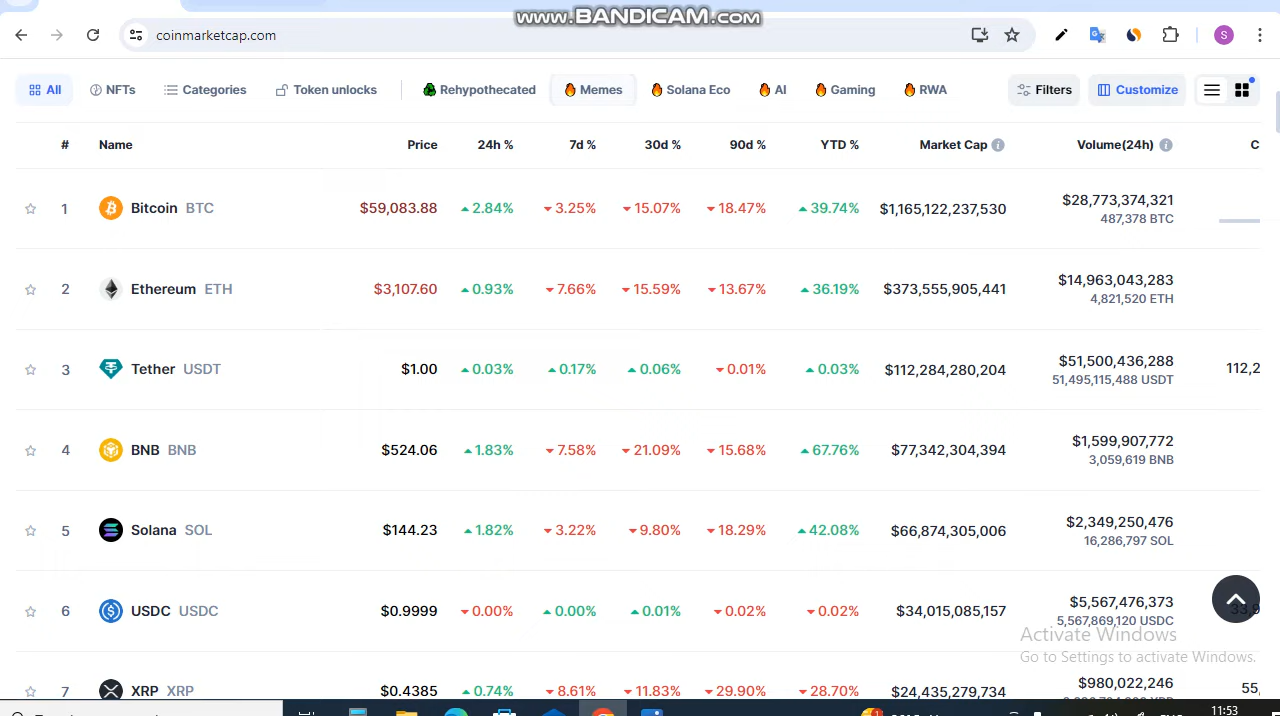 www.BANDICAM.com
coinmarketcap.com
S
All NFTs Categories Token unlocks Rehypothecated Memes Solana Eco AI Gaming RWA Filters Customize
# Name Price 24h % 7d % 30d % 90d % YTD % Market Cap Volume(24h) C
1 Bitcoin BTC $59,083.88 2.84% 3.25% 15.07% 18.47% 39.74% $1,165,122,237,530 $28,773,374,321
487,378 BTC
2 Ethereum ETH $3,107.60 0.93% 7.66% 15.59% 13.67% 36.19% $373,555,905,441 $14,963,043,283
4,821,520 ETH
3 Tether USDT $1.00 0.03% 0.17% 0.06% 0.01% 0.03% $112,284,280,204 $51,500,436,288 112,2
51,495,115,488 USDT
4 BNB BNB $524.06 1.83% 7.58% 21.09% 15.68% 67.76% $77,342,304,394 $1,599,907,772
3,059,619 BNB
5 Solana SOL $144.23 1.82% 3.22% 9.80% 18.29% 42.08% $66,874,305,006 $2,349,250,476
16,286,797 SOL
6 USDC USDC $0.9999 0.00% 0.00% 0.01% 0.02% 0.02% $34,015,085,157 $5,567,476,373
5,567,869,120 USDC
Activate Windows
Go to Settings to activate Windows.
7 XRP XRP $0.4385 0.74% 8.61% 11.83% 29.90% 28.70% $24,435,279,734 $980,022,246 55,
11:53